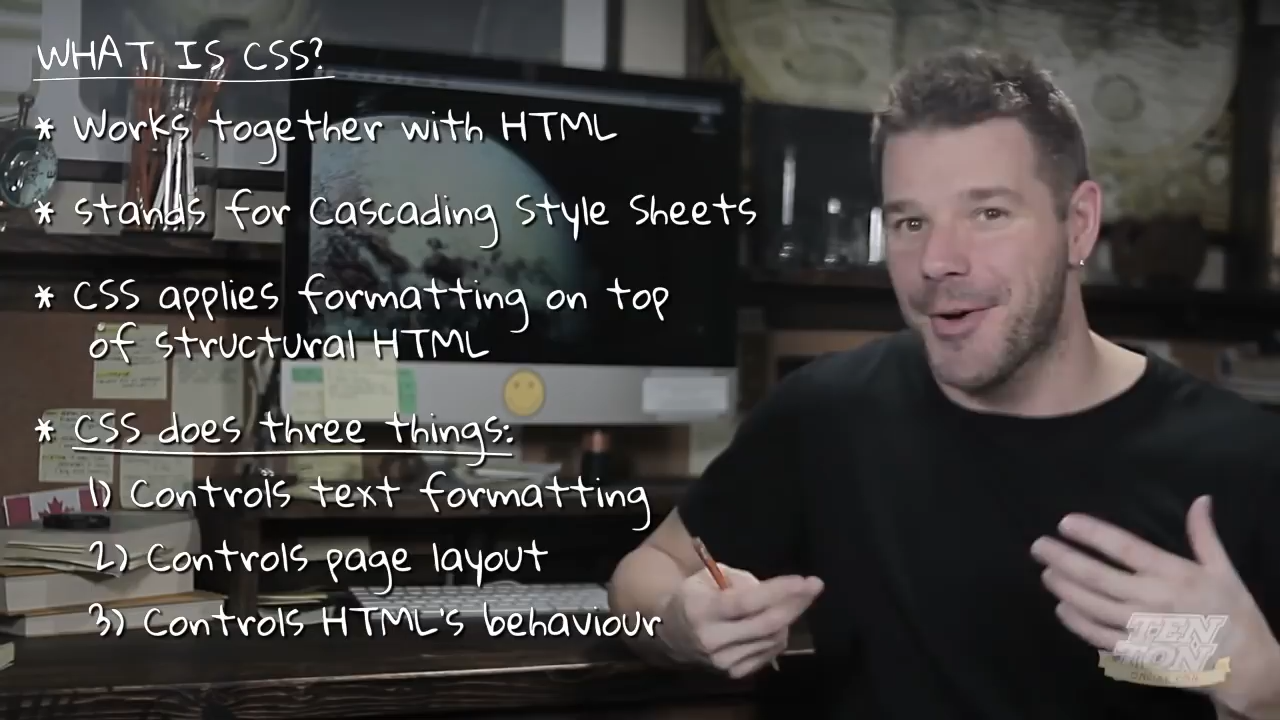 WHAT IS CSS?
* Works together with HTML
* stands for Cascading Style Sheets
* CSS applies formatting on top
of structural HTML
* CSS does three things:
1) Controls text formatting
2) Controls page layout
3) Controls HTML's behaviour
TEN
TON